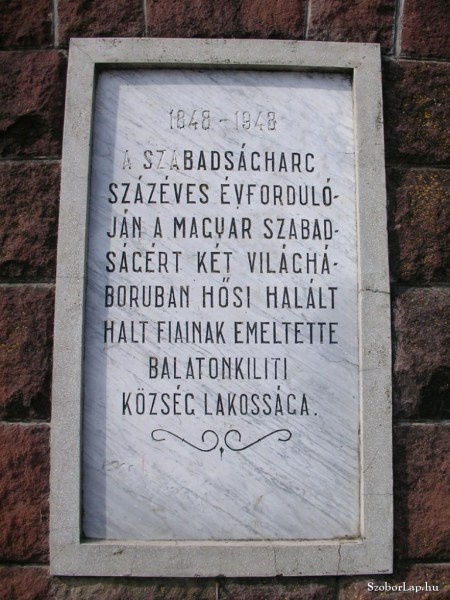 1848 - 1948
A SZABADSÁGHARC
SZÁZÉVES ÉVFORDULÓ-
JÁN A MAGYAR SZABAD-
SÁGÉRT KÉT VILÁGHÁ-
BORUBAN HŐSI HALÁLT
HALT FIAINAK EMELTETTE
BALATONKILITI
KÖZSÉG LAKOSSÁGA.
SzoborLap.hu